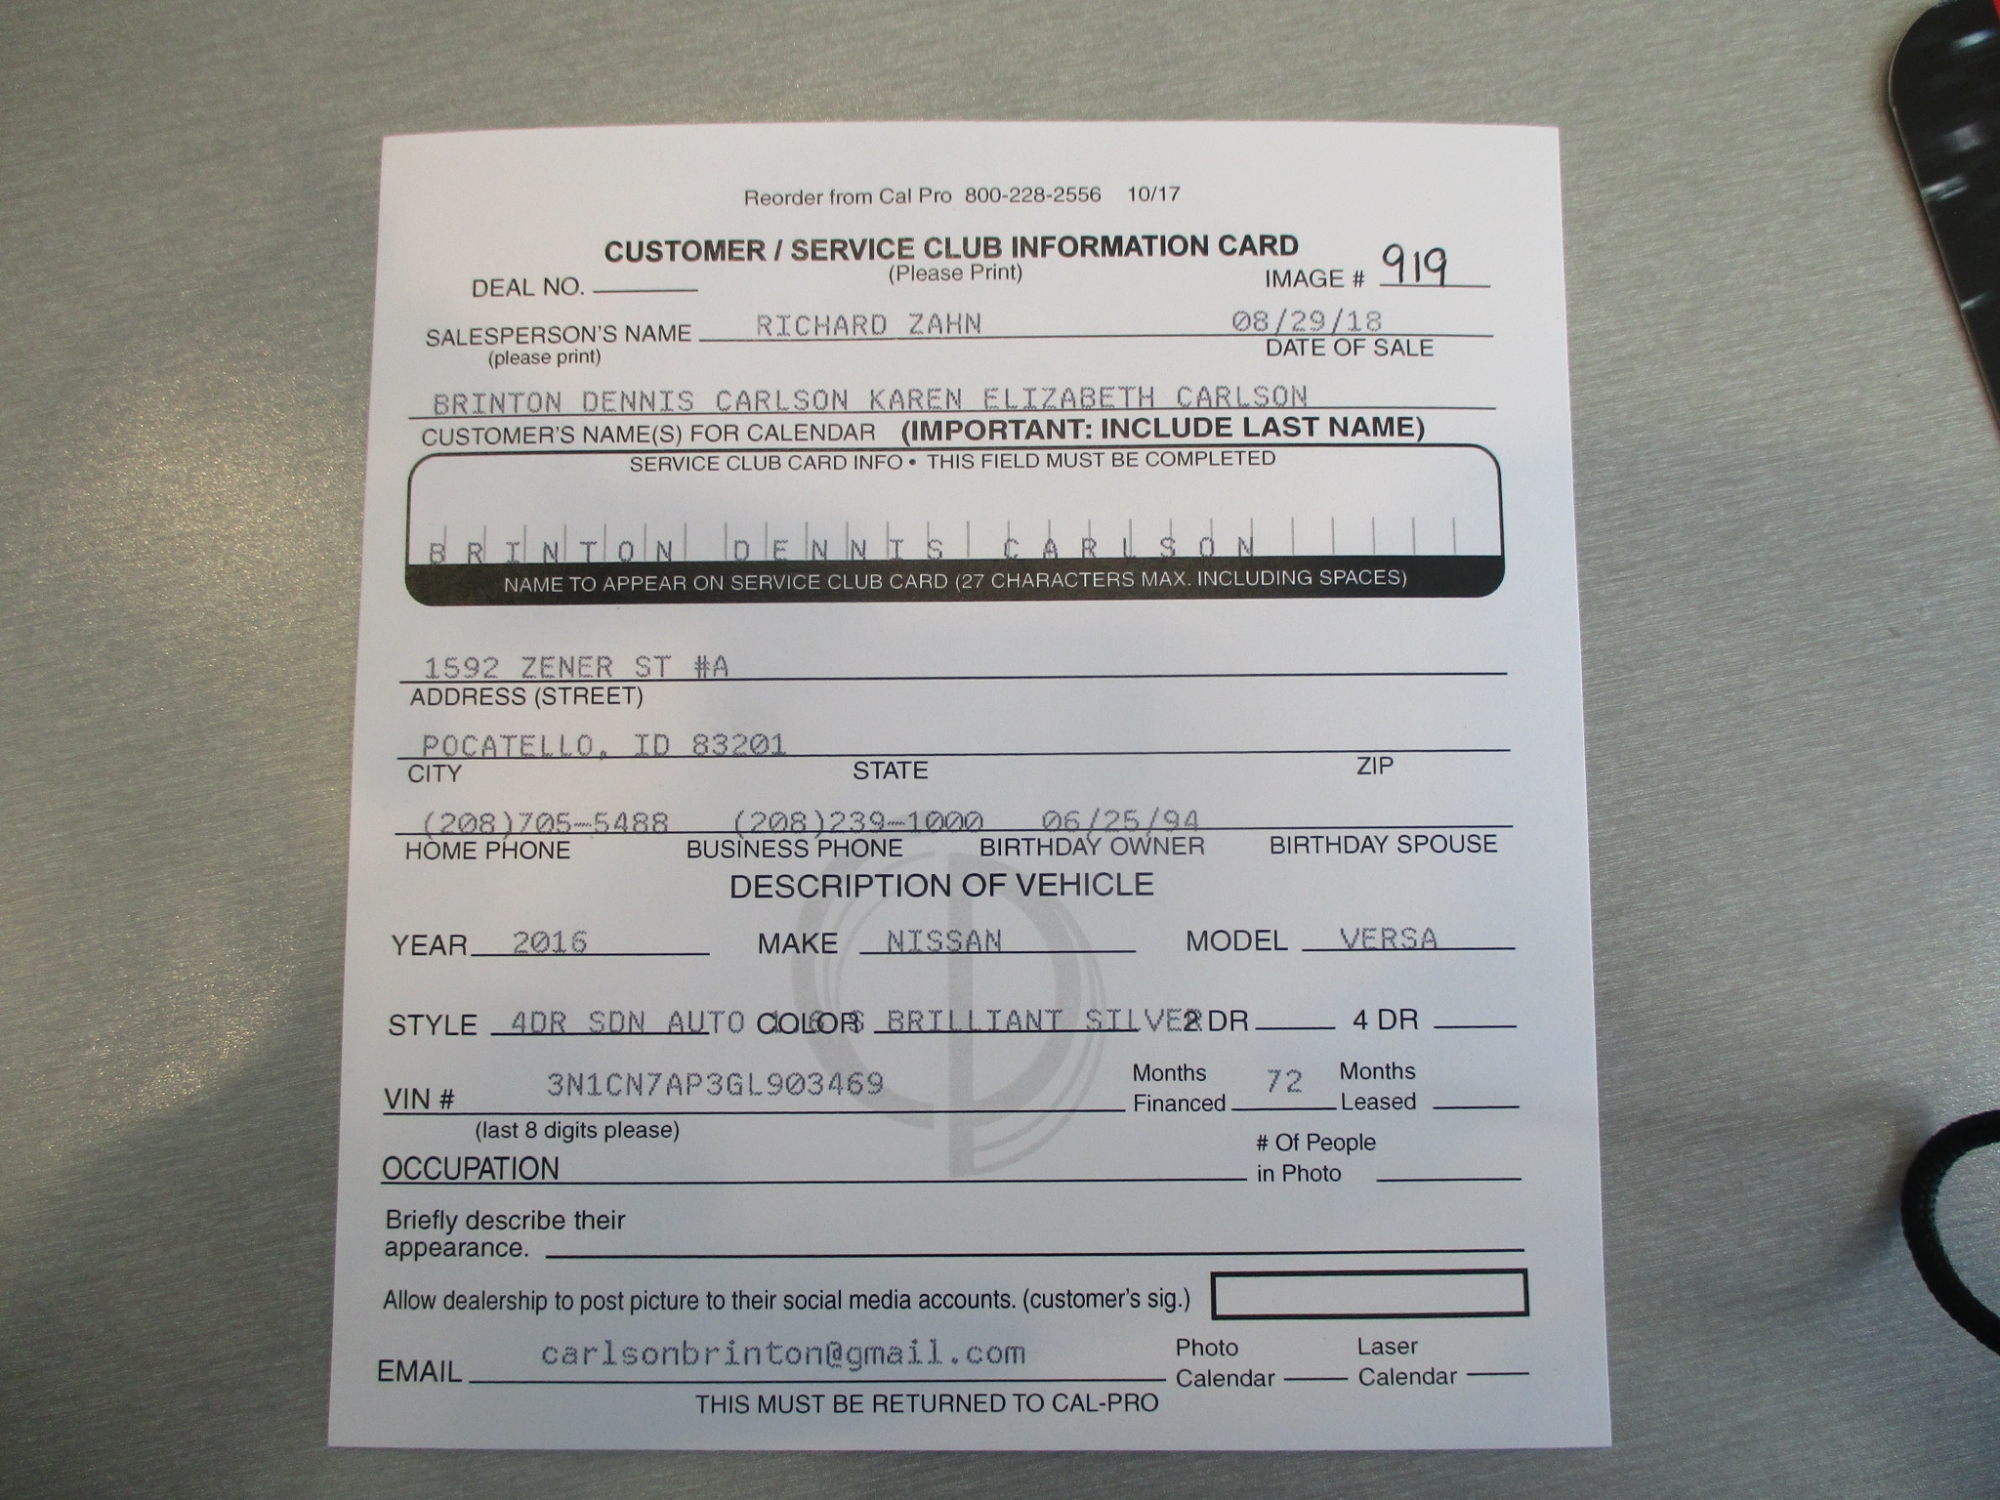 Reorder from Cal Pro 800-228-2556 10/17
CUSTOMER / SERVICE CLUB INFORMATION CARD
(Please Print)
DEAL NO. IMAGE # 919
SALESPERSON'S NAME RICHARD ZAHN 08/29/18
(please print) DATE OF SALE
BRINTON DENNIS CARLSON KAREN ELIZABETH CARLSON
CUSTOMER'S NAME(S) FOR CALENDAR (IMPORTANT: INCLUDE LAST NAME)
SERVICE CLUB CARD INFO • THIS FIELD MUST BE COMPLETED
BRINTON DENNIS CARLSON
NAME TO APPEAR ON SERVICE CLUB CARD (27 CHARACTERS MAX. INCLUDING SPACES)
1592 ZENER ST #A
ADDRESS (STREET)
POCATELLO, ID 83201
CITY STATE ZIP
(208)705-5488 (208)239-1000 06/25/94
HOME PHONE BUSINESS PHONE BIRTHDAY OWNER BIRTHDAY SPOUSE
DESCRIPTION OF VEHICLE
YEAR 2016 MAKE NISSAN MODEL VERSA
STYLE 4DR SDN AUTO COLOR BRILLIANT SILVER 2 DR 4 DR
VIN # 3N1CN7AP3GL903469 Months Financed 72 Months Leased
(last 8 digits please)
OCCUPATION # Of People in Photo
Briefly describe their
appearance.
Allow dealership to post picture to their social media accounts. (customer's sig.)
EMAIL carlsonbrinton@gmail.com Photo Calendar Laser Calendar
THIS MUST BE RETURNED TO CAL-PRO